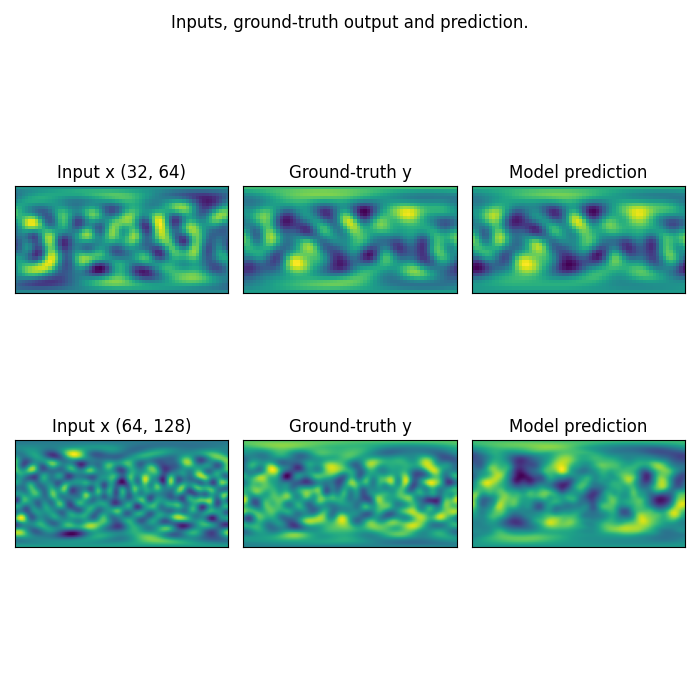 Inputs, ground-truth output and prediction.
Input x (32, 64)
Ground-truth y
Model prediction
Input x (64, 128)
Ground-truth y
Model prediction